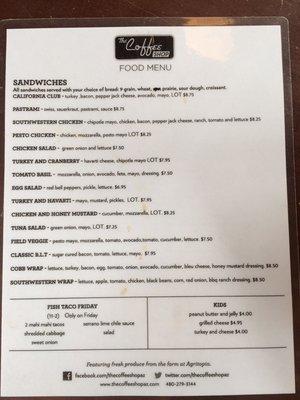 The
Coffee
SHOP
FOOD MENU
SANDWICHES
All sandwiches served with your choice of bread: 9 grain, wheat, prairie, sour dough, croissant.
CALIFORNIA CLUB - turkey, bacon, pepper jack cheese, avocado, mayo, LOT $8.75
PASTRAMI - swiss, sauerkraut, pastrami, sauce $8.75
SOUTHWESTERN CHICKEN - chipotle mayo, chicken, bacon, pepper jack cheese, ranch, tomato and lettuce $8.25
PESTO CHICKEN - chicken, mozzarella, pesto mayo LOT $8.25
CHICKEN SALAD - green onion and lettuce $7.50
TURKEY AND CRANBERRY - havarti cheese, chipotle mayo LOT $7.95
TOMATO BASIL - mozzarella, onion, avocado, feta, mayo, dressing. $7.50
EGG SALAD - red bell peppers, pickle, lettuce. $6.95
TURKEY AND HAVARTI - mayo, mustard, pickles, LOT. $7.95
CHICKEN AND HONEY MUSTARD - cucumber, mozzarella, LOT. $8.25
TUNA SALAD - green onion, mayo, LOT. $7.25
FIELD VEGGIE - pesto mayo, mozzarella, tomato, avocado, tomato, cucumber, lettuce. $7.50
CLASSIC B.L.T - sugar cured bacon, tomato, lettuce, mayo. $7.95
COBB WRAP - lettuce, turkey, bacon, egg, tomato, onion, avocado, cucumber, bleu cheese, honey mustard dressing. $8.50
SOUTHWESTERN WRAP - lettuce, apple, tomato, chicken, black beans, corn, red onion, bbq ranch dressing. $8.50
FISH TACO FRIDAY
(11-2) Only on Friday
2 mahi mahi tacos serrano lime chile sauce
shredded cabbage salad
sweet onion
KIDS
peanut butter and jelly $4.00
grilled cheese $4.95
turkey and cheese $4.00
Featuring fresh produce from the farm at Agritopia.
facebook.com/thecoffeeshopaz twitter.com/thecoffeeshopaz
www.thecoffeeshopaz.com 480-279-3144